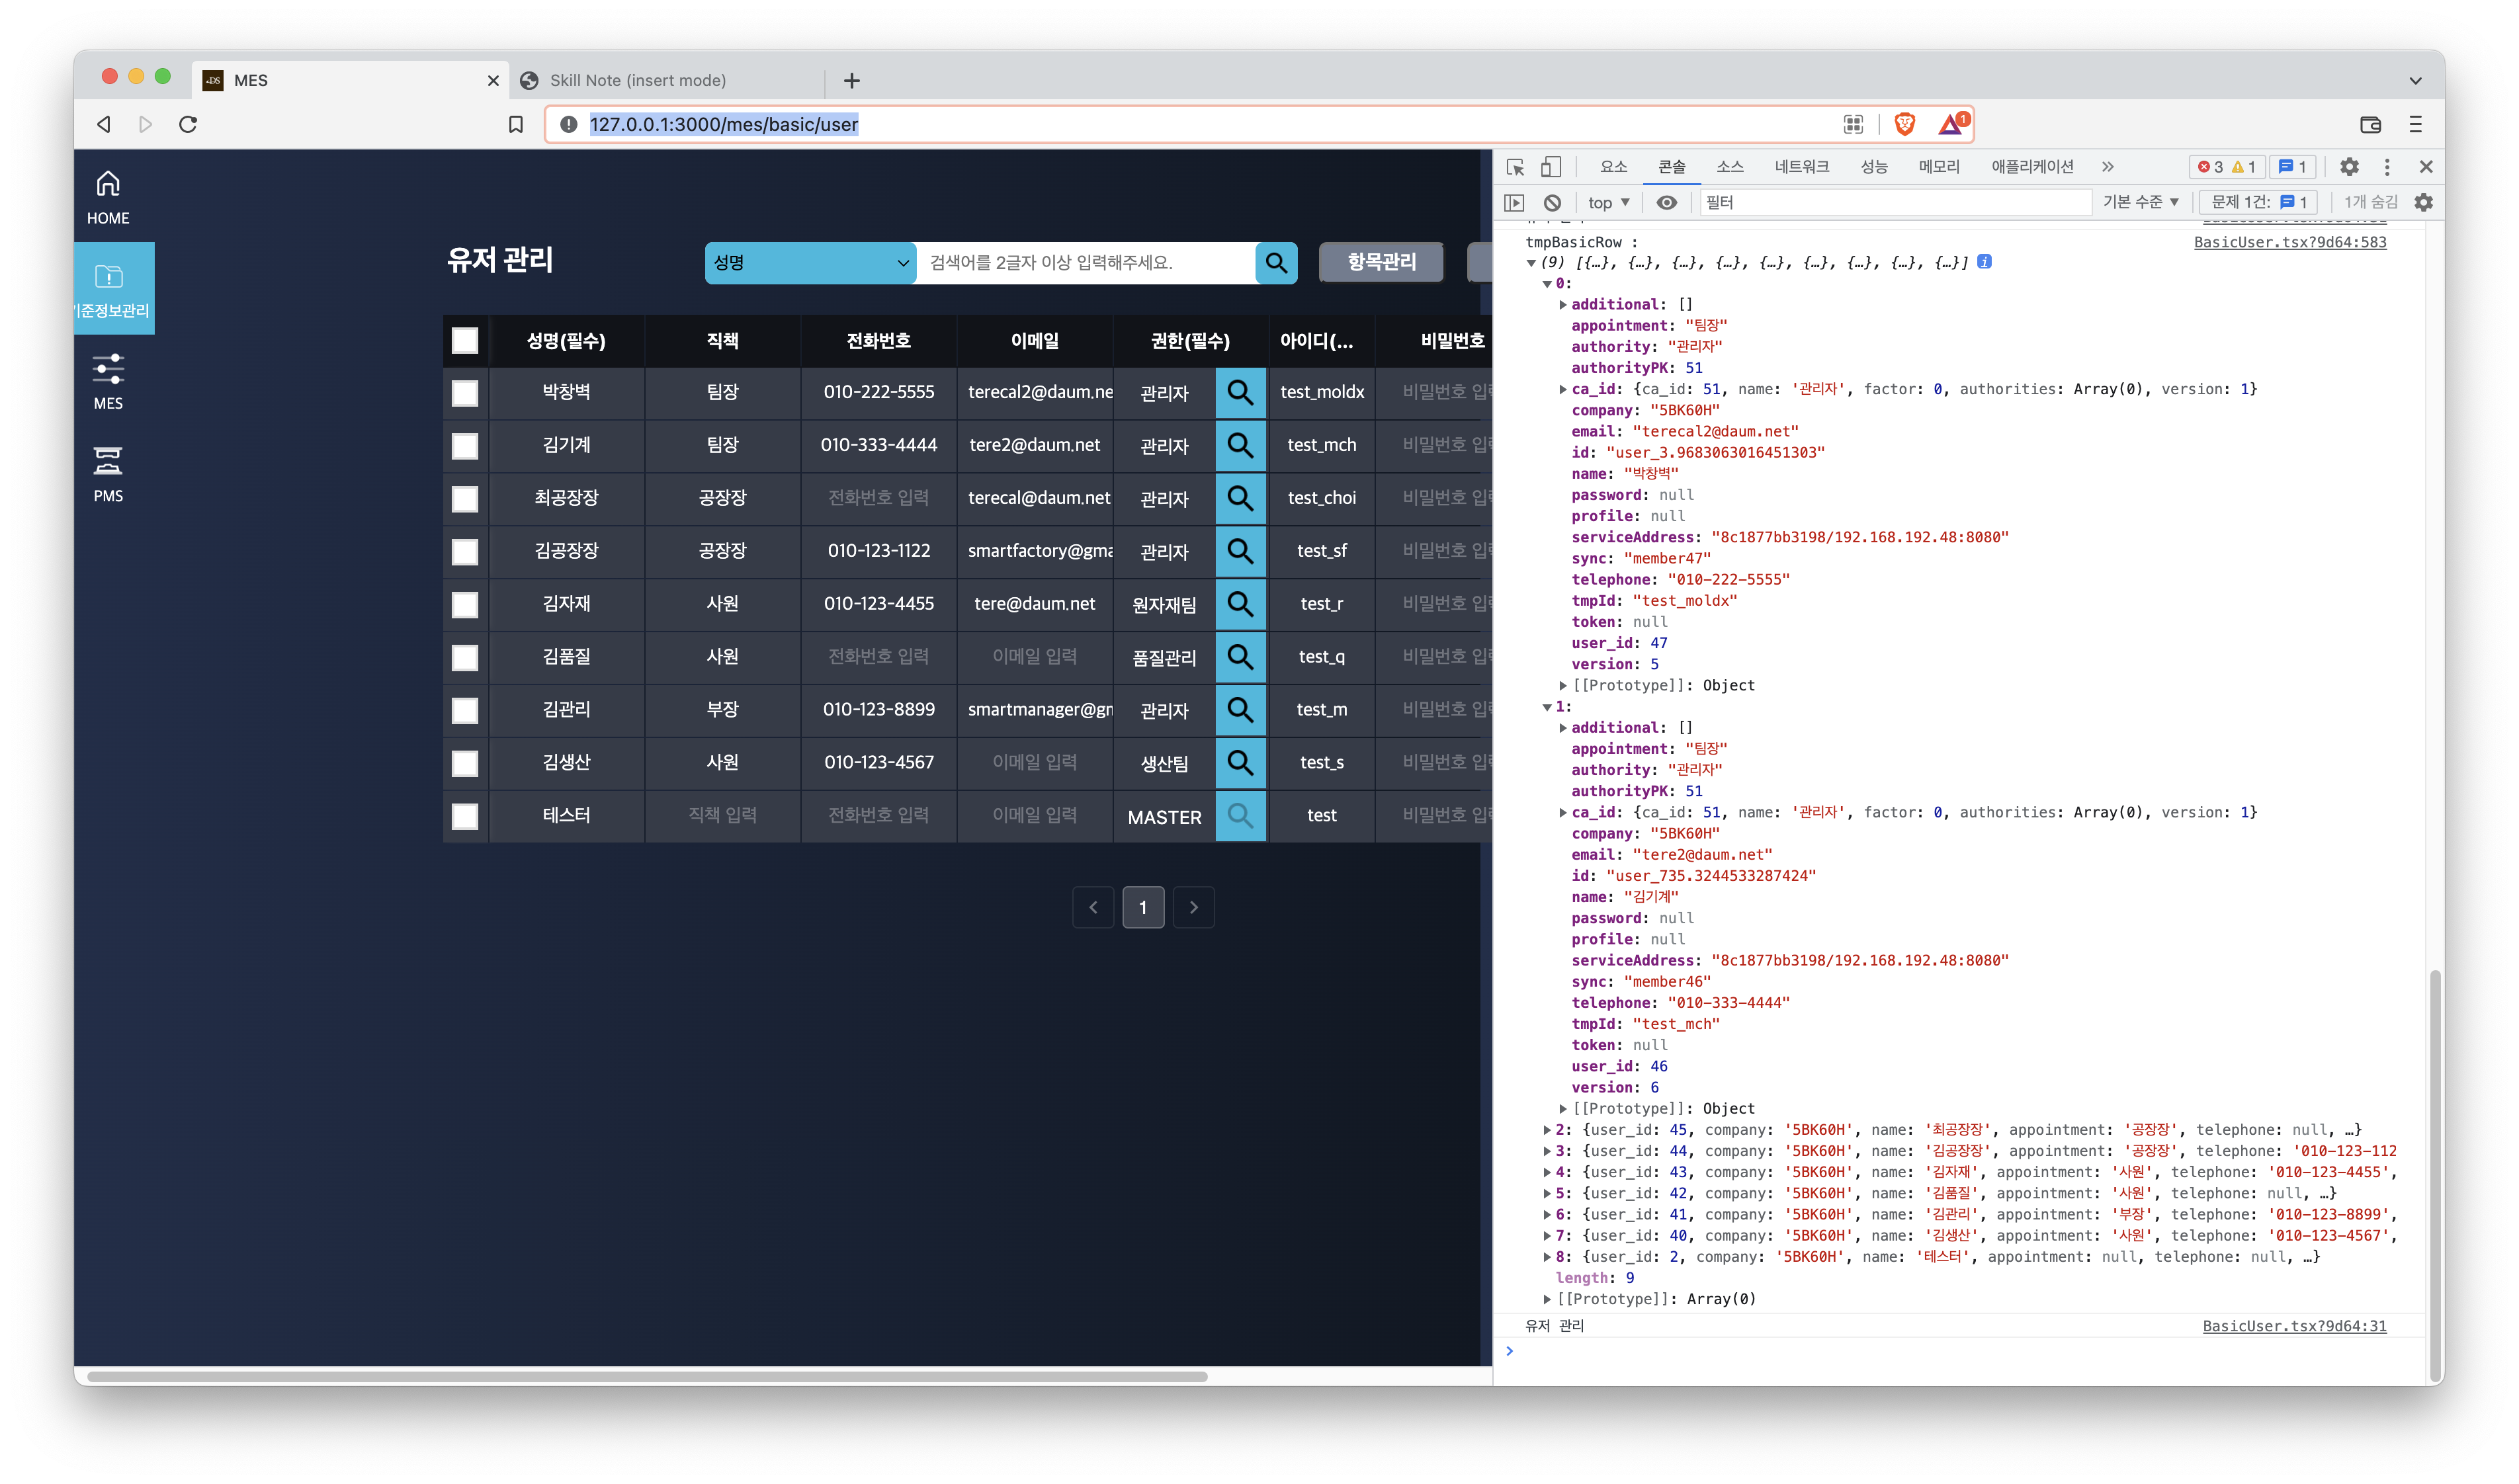 MES
Skill Note (insert mode)
127.0.0.1:3000/mes/basic/user
1
HOME
기준정보관리
MES
PMS
유저 관리
성명
검색어를 2글자 이상 입력해주세요.
항목관리
성명(필수) 직책 전화번호 이메일 권한(필수) 아이디(... 비밀번호
박창벽 팀장 010-222-5555 terecal2@daum.ne 관리자 test_moldx 비밀번호 입력
김기계 팀장 010-333-4444 tere2@daum.net 관리자 test_mch 비밀번호 입력
최공장장 공장장 전화번호 입력 terecal@daum.net 관리자 test_choi 비밀번호 입력
김공장장 공장장 010-123-1122 smartfactory@gma 관리자 test_sf 비밀번호 입력
김자재 사원 010-123-4455 tere@daum.net 원자재팀 test_r 비밀번호 입력
김품질 사원 전화번호 입력 이메일 입력 품질관리 test_q 비밀번호 입력
김관리 부장 010-123-8899 smartmanager@gm 관리자 test_m 비밀번호 입력
김생산 사원 010-123-4567 이메일 입력 생산팀 test_s 비밀번호 입력
테스터 직책 입력 전화번호 입력 이메일 입력 MASTER test 비밀번호 입력
1
요소 콘솔 소스 네트워크 성능 메모리 애플리케이션 3 1 1
top 필터 기본 수준 문제 1건: 1 1개 숨김
tmpBasicRow : BasicUser.tsx?9d64:583
(9) [{…}, {…}, {…}, {…}, {…}, {…}, {…}, {…}, {…}]
0:
additional: []
appointment: "팀장"
authority: "관리자"
authorityPK: 51
ca_id: {ca_id: 51, name: '관리자', factor: 0, authorities: Array(0), version: 1}
company: "5BK60H"
email: "terecal2@daum.net"
id: "user_3.9683063016451303"
name: "박창벽"
password: null
profile: null
serviceAddress: "8c1877bb3198/192.168.192.48:8080"
sync: "member47"
telephone: "010-222-5555"
tmpId: "test_moldx"
token: null
user_id: 47
version: 5
[[Prototype]]: Object
1:
additional: []
appointment: "팀장"
authority: "관리자"
authorityPK: 51
ca_id: {ca_id: 51, name: '관리자', factor: 0, authorities: Array(0), version: 1}
company: "5BK60H"
email: "tere2@daum.net"
id: "user_735.3244533287424"
name: "김기계"
password: null
profile: null
serviceAddress: "8c1877bb3198/192.168.192.48:8080"
sync: "member46"
telephone: "010-333-4444"
tmpId: "test_mch"
token: null
user_id: 46
version: 6
[[Prototype]]: Object
2: {user_id: 45, company: '5BK60H', name: '최공장장', appointment: '공장장', telephone: null, …}
3: {user_id: 44, company: '5BK60H', name: '김공장장', appointment: '공장장', telephone: '010-123-112
4: {user_id: 43, company: '5BK60H', name: '김자재', appointment: '사원', telephone: '010-123-4455',
5: {user_id: 42, company: '5BK60H', name: '김품질', appointment: '사원', telephone: null, …}
6: {user_id: 41, company: '5BK60H', name: '김관리', appointment: '부장', telephone: '010-123-8899',
7: {user_id: 40, company: '5BK60H', name: '김생산', appointment: '사원', telephone: '010-123-4567',
8: {user_id: 2, company: '5BK60H', name: '테스터', appointment: null, telephone: null, …}
length: 9
[[Prototype]]: Array(0)
유저 관리 BasicUser.tsx?9d64:31